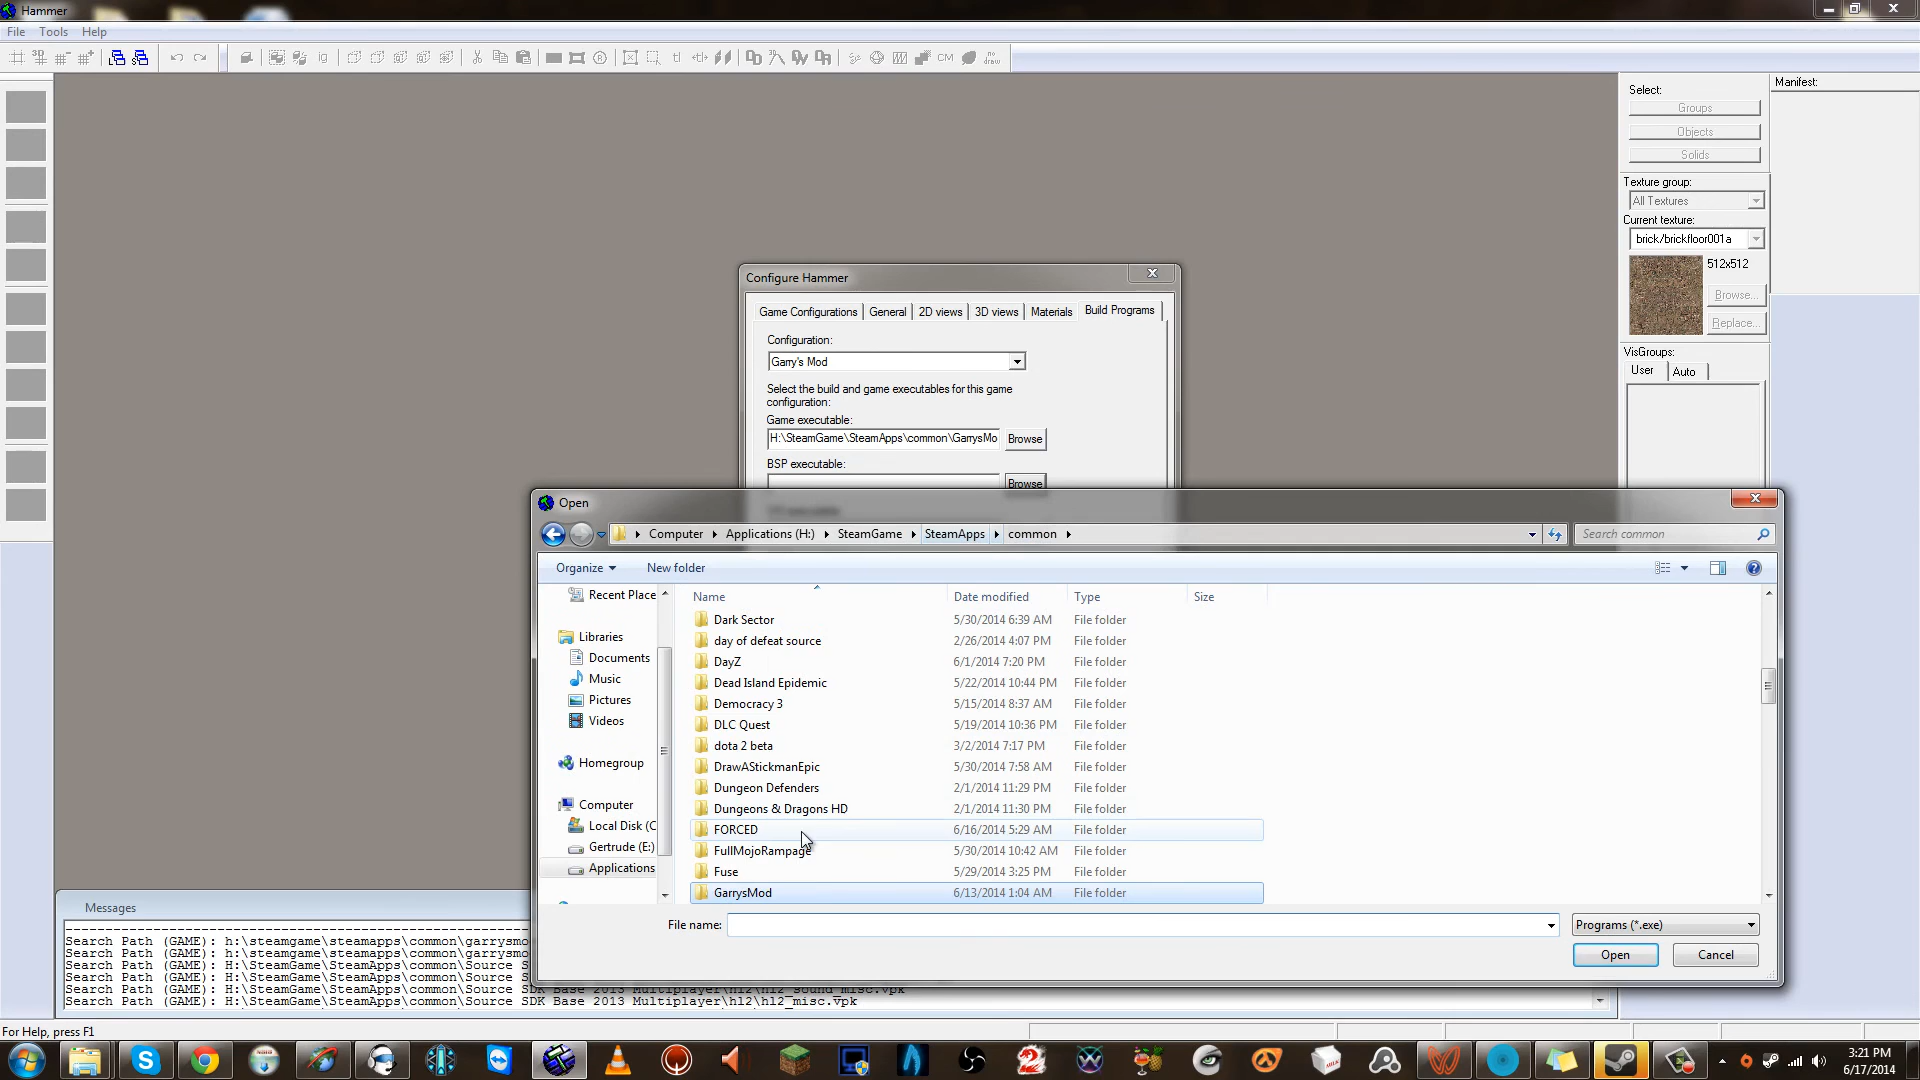 Hammer
File Tools Help
Select:
Groups
Objects
Solids
Manifest:
Texture group:
All Textures
Current texture:
brick/brickfloor001a
512x512
Browse...
Replace...
VisGroups:
User Auto
Configure Hammer
Game Configurations General 2D views 3D views Materials Build Programs
Configuration:
Garry's Mod
Select the build and game executables for this game
configuration:
Game executable:
H:\SteamGame\SteamApps\common\GarrysMo Browse
BSP executable:
Browse
Open
Computer Applications (H:) SteamGame SteamApps common Search common
Organize New folder
Recent Place
Libraries
Documents
Music
Pictures
Videos
Homegroup
Computer
Local Disk (C
Gertrude (E:)
Applications
Name Date modified Type Size
Dark Sector 5/30/2014 6:39 AM File folder
day of defeat source 2/26/2014 4:07 PM File folder
DayZ 6/1/2014 7:20 PM File folder
Dead Island Epidemic 5/22/2014 10:44 PM File folder
Democracy 3 5/15/2014 8:37 AM File folder
DLC Quest 5/19/2014 10:36 PM File folder
dota 2 beta 3/2/2014 7:17 PM File folder
DrawAStickmanEpic 5/30/2014 7:58 AM File folder
Dungeon Defenders 2/1/2014 11:29 PM File folder
Dungeons & Dragons HD 2/1/2014 11:30 PM File folder
FORCED 6/16/2014 5:29 AM File folder
FullMojoRampage 5/30/2014 10:42 AM File folder
Fuse 5/29/2014 3:25 PM File folder
GarrysMod 6/13/2014 1:04 AM File folder
File name: Programs (*.exe)
Open Cancel
Messages
Search Path (GAME): h:\steamgame\steamapps\common\garrysmo
Search Path (GAME): h:\steamgame\steamapps\common\garrysmo
Search Path (GAME): H:\SteamGame\SteamApps\common\Source S
Search Path (GAME): H:\SteamGame\SteamApps\common\Source S
Search Path (GAME): H:\SteamGame\SteamApps\common\Source SDK Base 2013 Multiplayer\hl2\hl2_sound_misc.vpk
Search Path (GAME): H:\SteamGame\SteamApps\common\Source SDK Base 2013 Multiplayer\hl2\hl2_misc.vpk
For Help, press F1
3:21 PM
6/17/2014